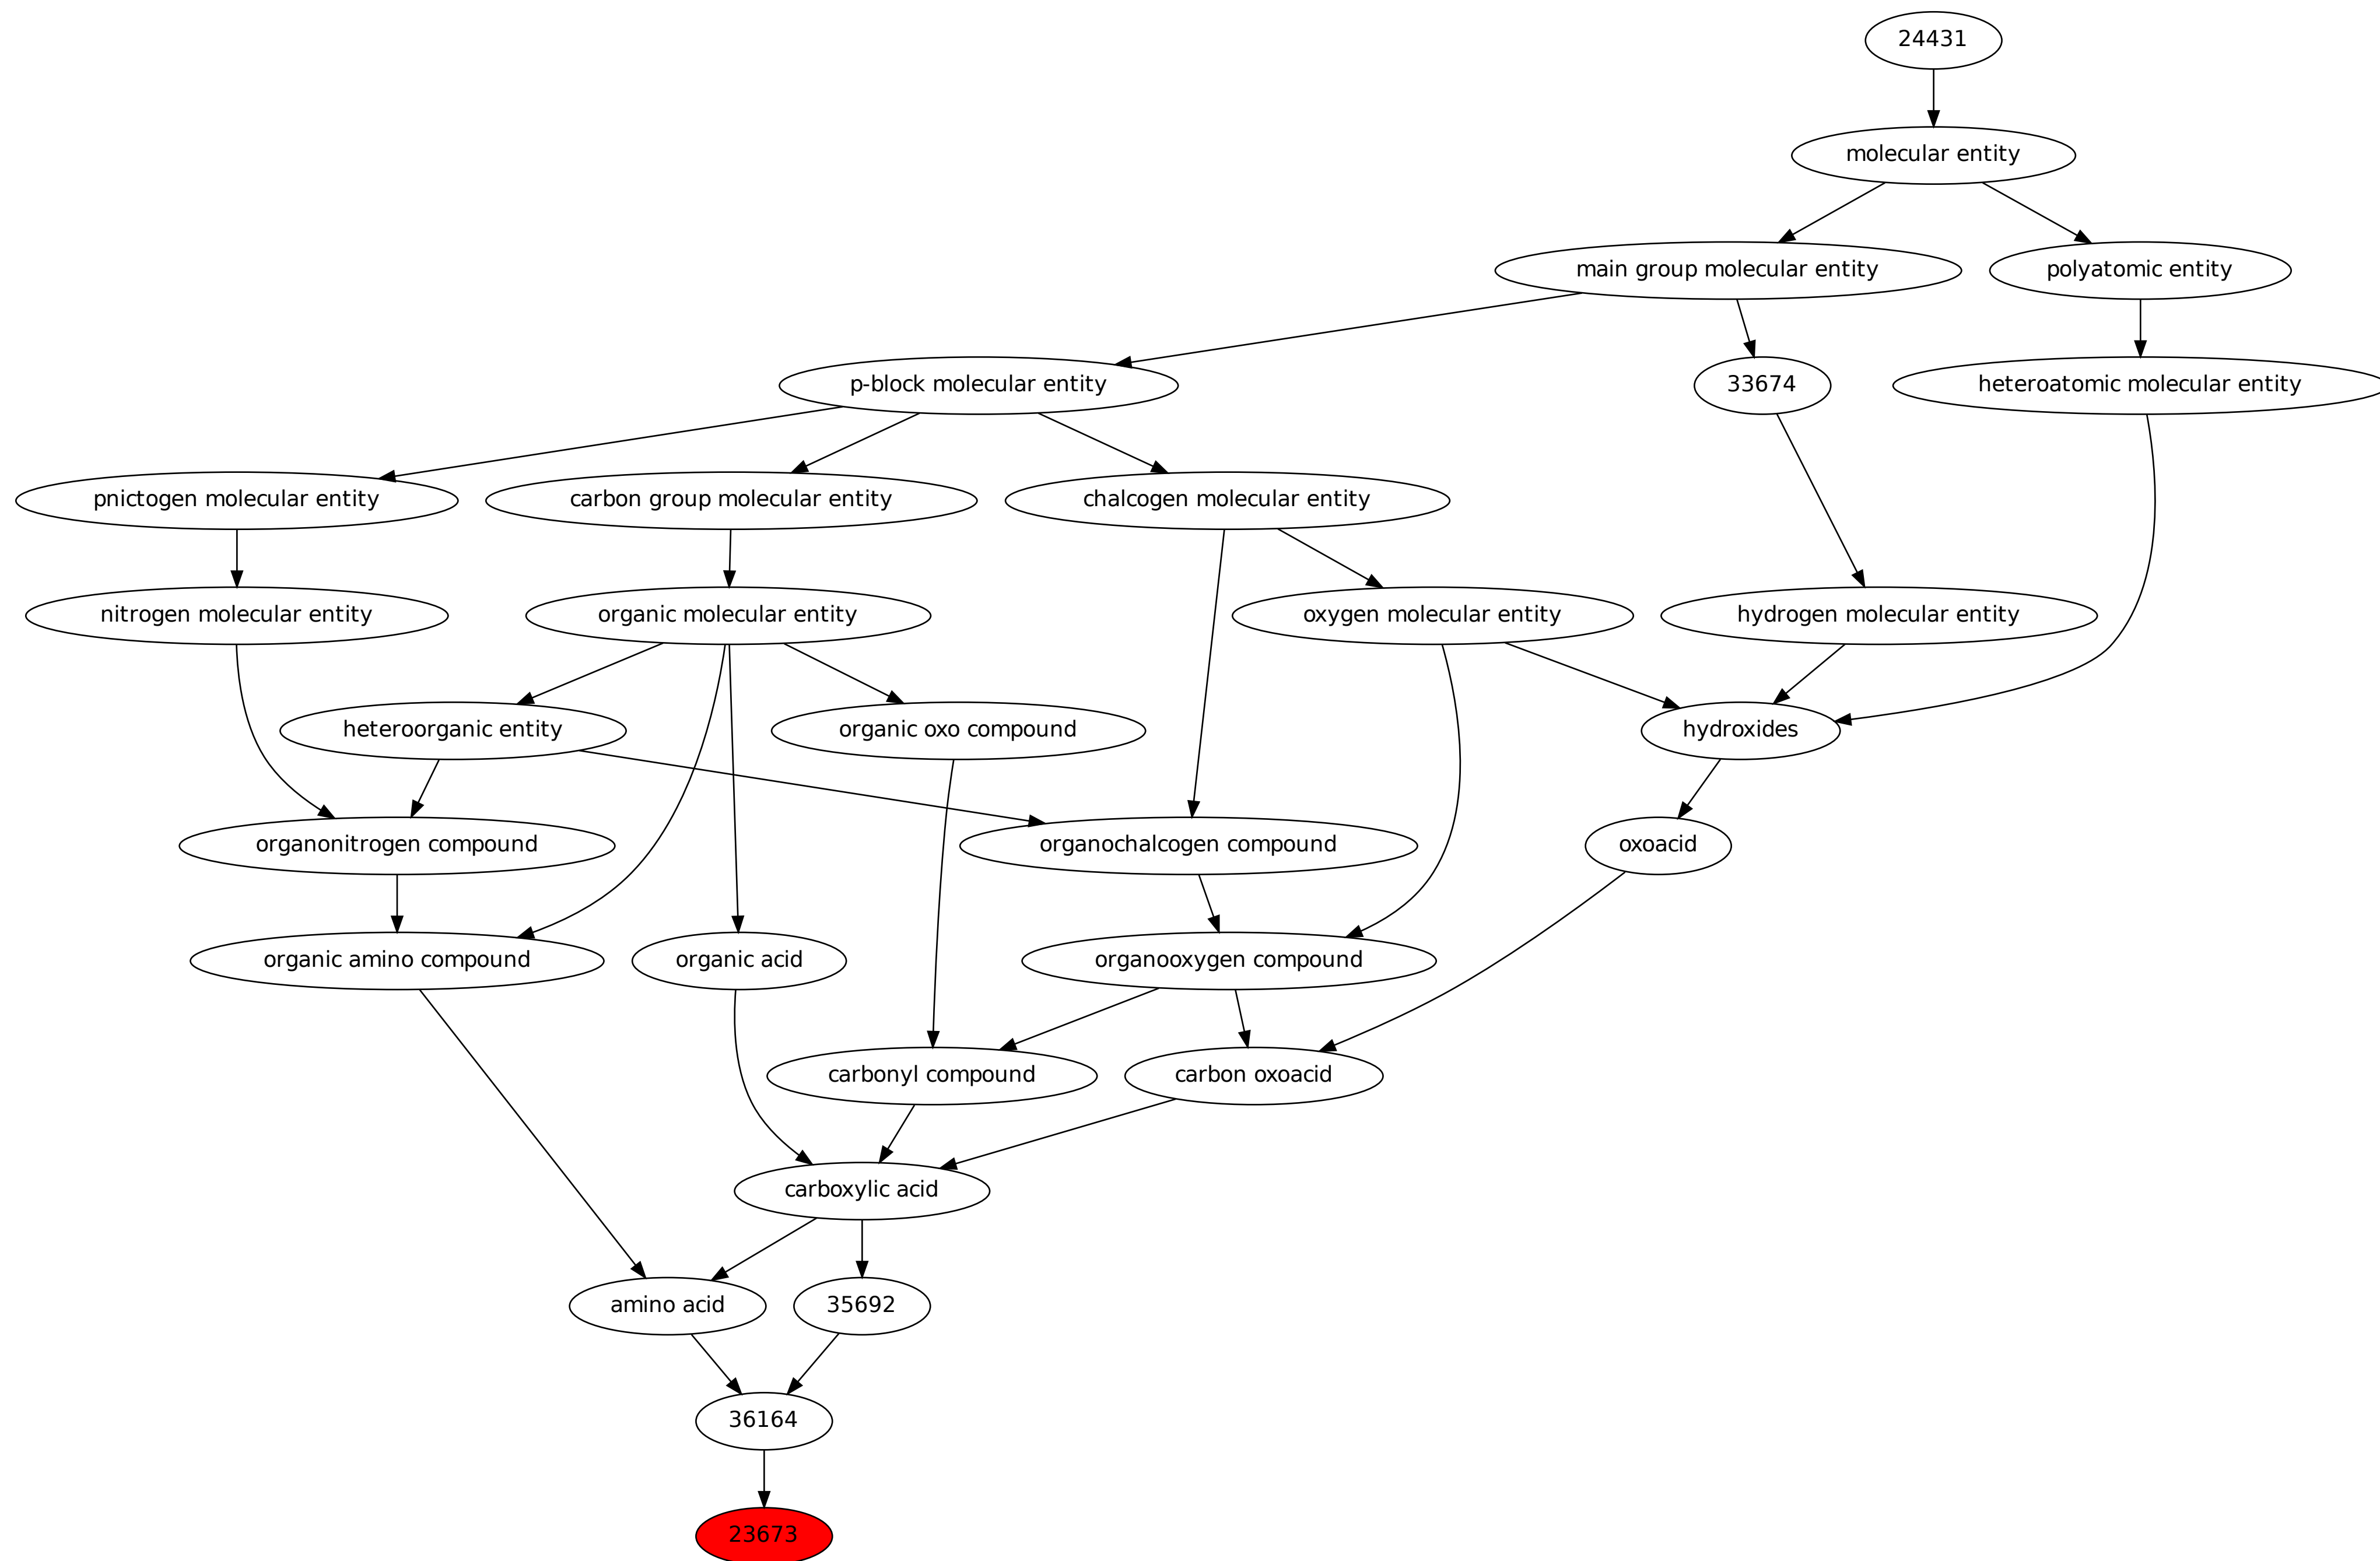 24431
molecular entity
main group molecular entity
polyatomic entity
p-block molecular entity
33674
heteroatomic molecular entity
pnictogen molecular entity
carbon group molecular entity
chalcogen molecular entity
nitrogen molecular entity
organic molecular entity
oxygen molecular entity
hydrogen molecular entity
heteroorganic entity
organic oxo compound
hydroxides
organonitrogen compound
organochalcogen compound
oxoacid
organic amino compound
organic acid
organooxygen compound
carbonyl compound
carbon oxoacid
carboxylic acid
amino acid
35692
36164
23673